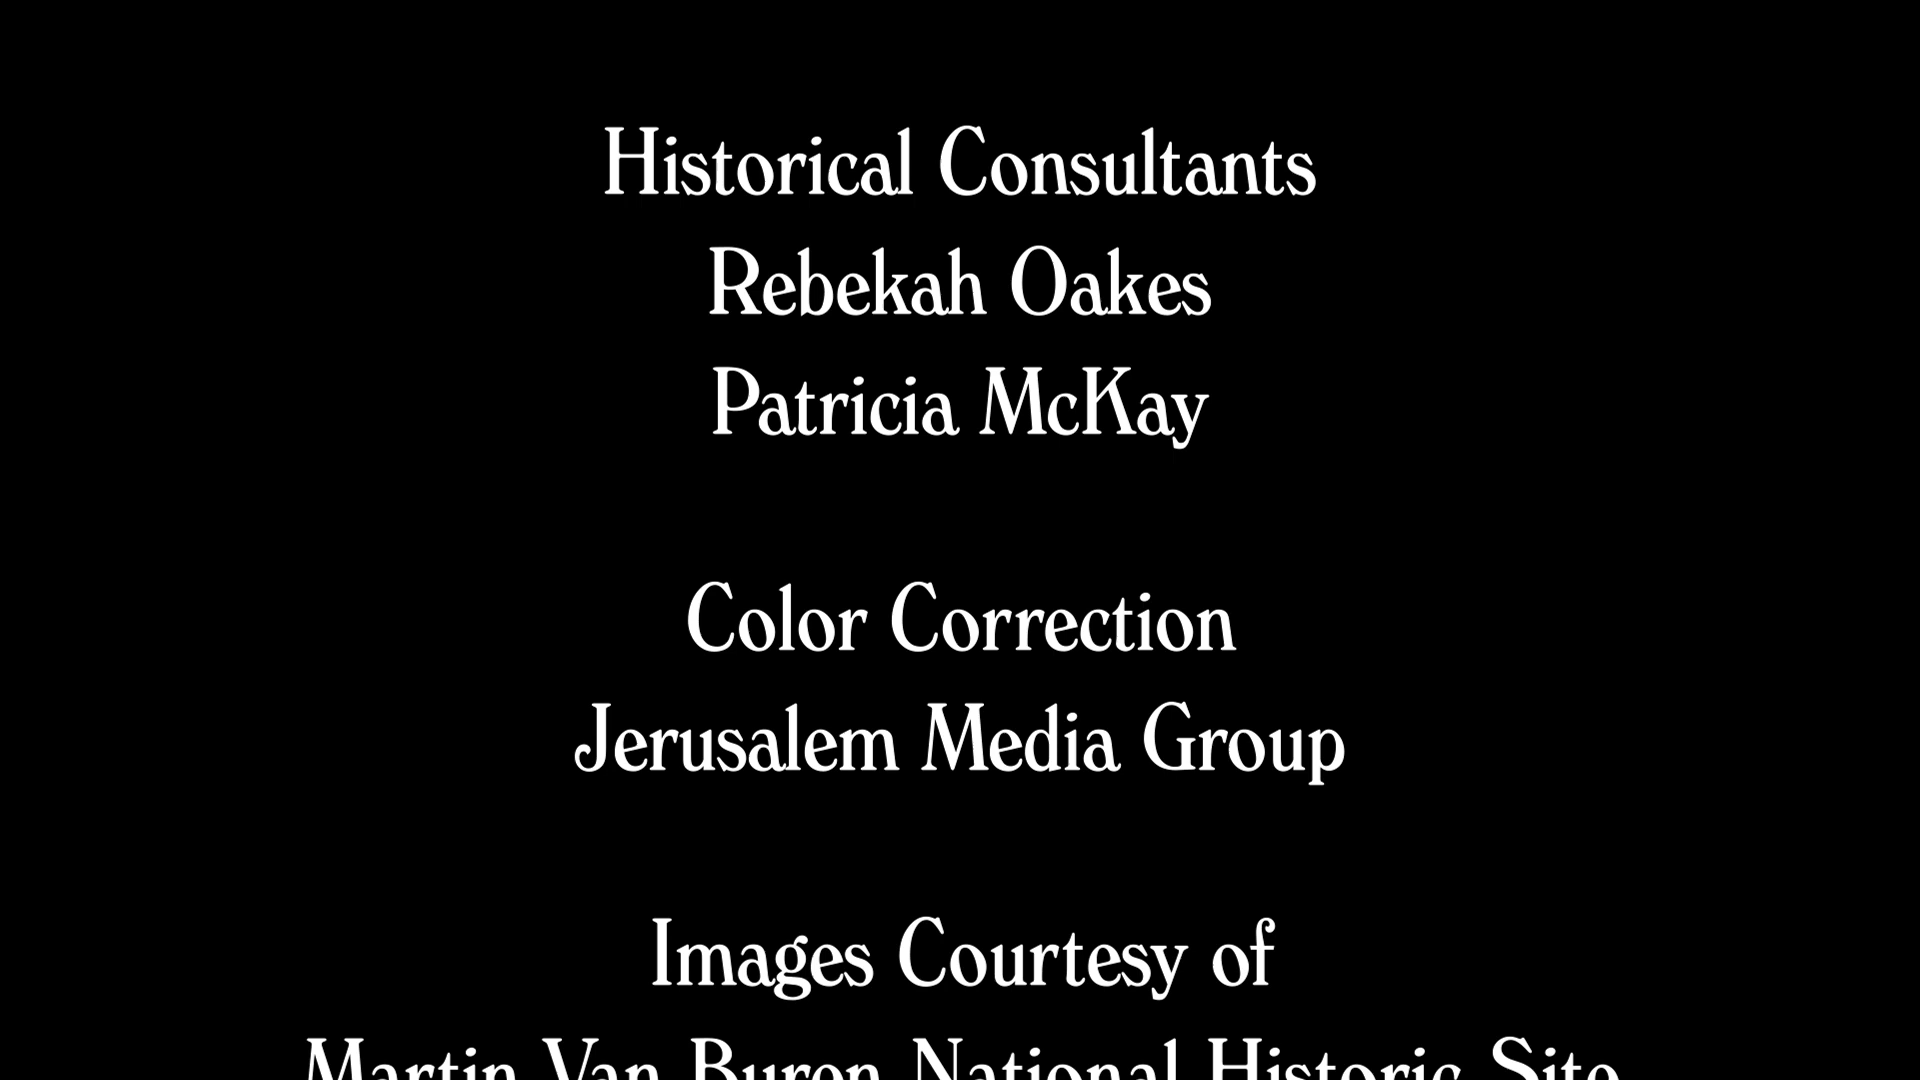 Historical Consultants
Rebekah Oakes
Patricia McKay
Color Correction
Jerusalem Media Group
Images Courtesy of
Martin Van Buren National Historic Site